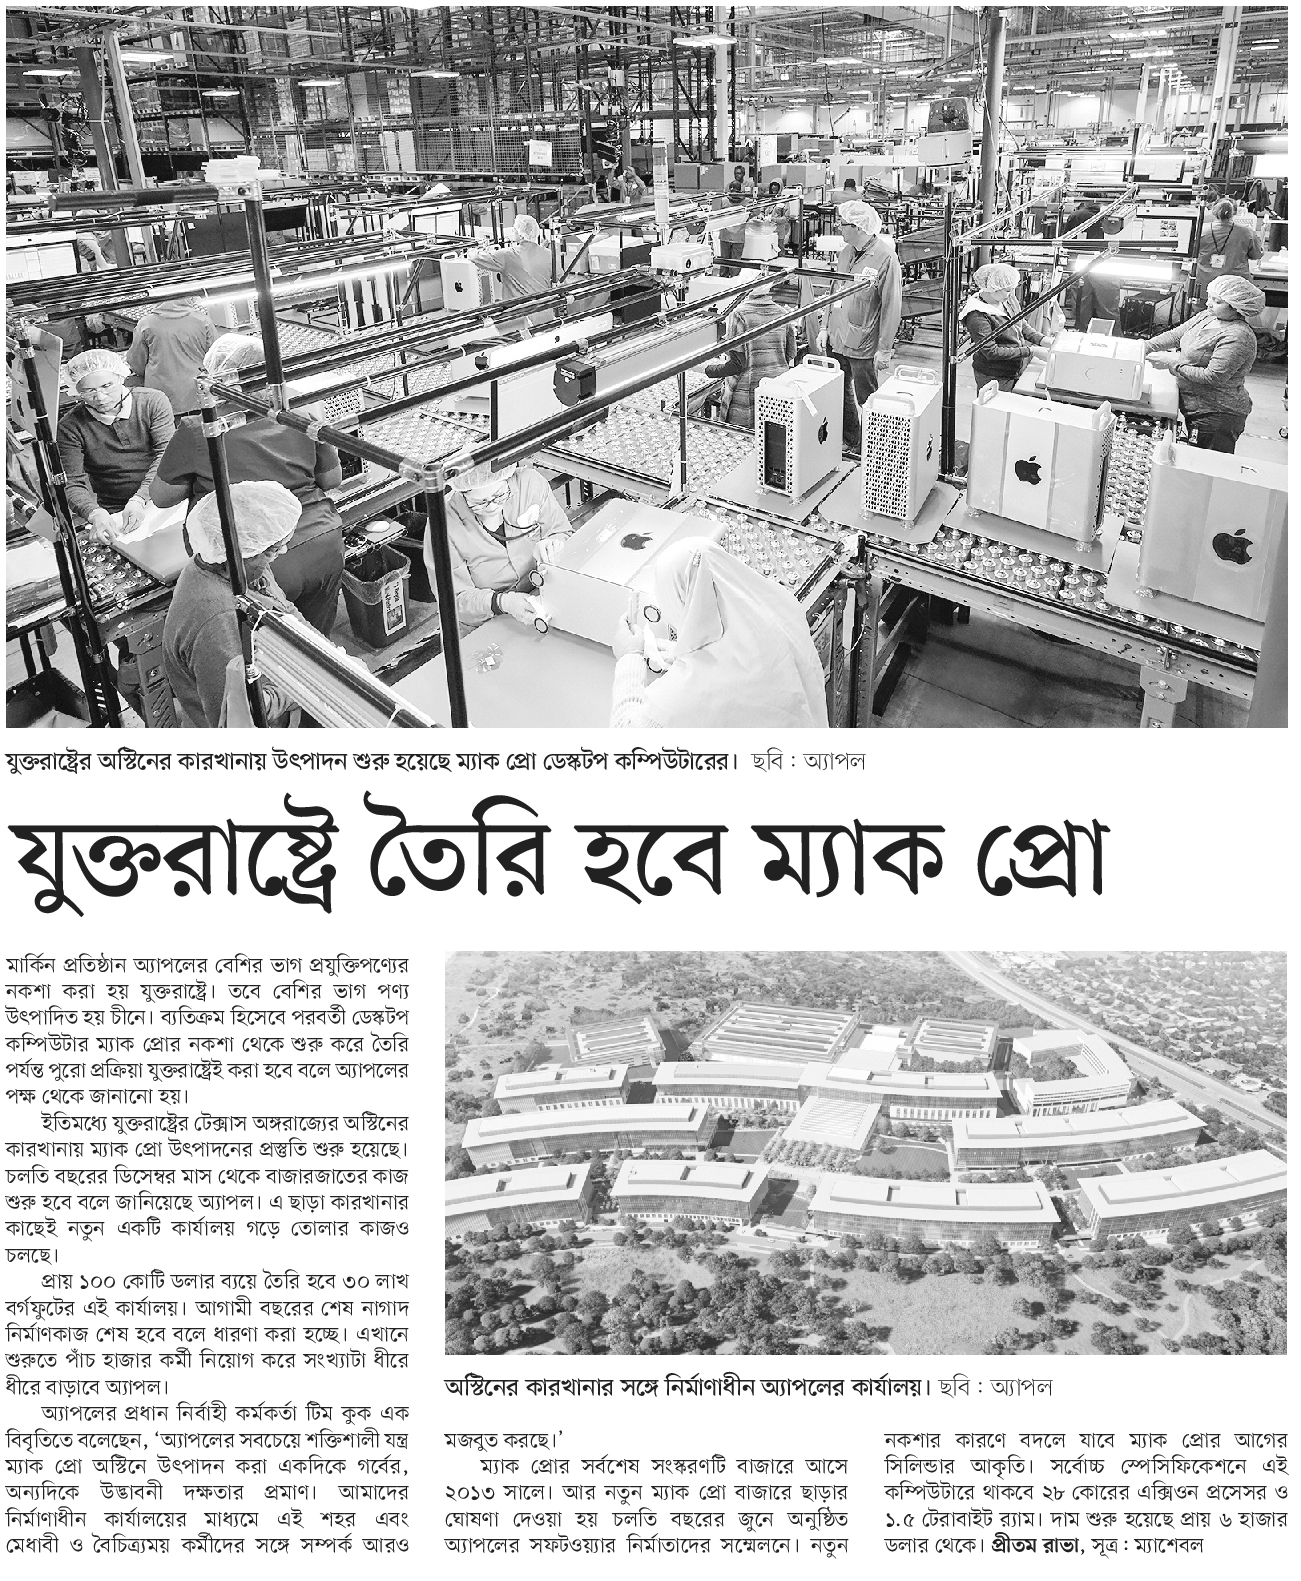 যুক্তরাষ্ট্রের অস্টিনের কারখানায় উৎপাদন শুরু হয়েছে ম্যাক প্রো ডেস্কটপ কম্পিউটারের। ছবি : অ্যাপল
যুক্তরাষ্ট্রে তৈরি হবে ম্যাক প্রো
মার্কিন প্রতিষ্ঠান অ্যাপলের বেশির ভাগ প্রযুক্তিপণ্যের
নকশা করা হয় যুক্তরাষ্ট্রে। তবে বেশির ভাগ পণ্য
উৎপাদিত হয় চীনে। ব্যতিক্রম হিসেবে পরবর্তী ডেস্কটপ
কম্পিউটার ম্যাক প্রোর নকশা থেকে শুরু করে তৈরি
পর্যন্ত পুরো প্রক্রিয়া যুক্তরাষ্ট্রেই করা হবে বলে অ্যাপলের
পক্ষ থেকে জানানো হয়।
ইতিমধ্যে যুক্তরাষ্ট্রের টেক্সাস অঙ্গরাজ্যের অস্টিনের
কারখানায় ম্যাক প্রো উৎপাদনের প্রস্তুতি শুরু হয়েছে।
চলতি বছরের ডিসেম্বর মাস থেকে বাজারজাতের কাজ
শুরু হবে বলে জানিয়েছে অ্যাপল। এ ছাড়া কারখানার
কাছেই নতুন একটি কার্যালয় গড়ে তোলার কাজও
চলছে।
প্রায় ১০০ কোটি ডলার ব্যয়ে তৈরি হবে ৩০ লাখ
বর্গফুটের এই কার্যালয়। আগামী বছরের শেষ নাগাদ
নির্মাণকাজ শেষ হবে বলে ধারণা করা হচ্ছে। এখানে
শুরুতে পাঁচ হাজার কর্মী নিয়োগ করে সংখ্যাটা ধীরে
ধীরে বাড়াবে অ্যাপল।
অ্যাপলের প্রধান নির্বাহী কর্মকর্তা টিম কুক এক
বিবৃতিতে বলেছেন, ‘অ্যাপলের সবচেয়ে শক্তিশালী যন্ত্র
ম্যাক প্রো অস্টিনে উৎপাদন করা একদিকে গর্বের,
অন্যদিকে উদ্ভাবনী দক্ষতার প্রমাণ। আমাদের
নির্মাণাধীন কার্যালয়ের মাধ্যমে এই শহর এবং
মেধাবী ও বৈচিত্র্যময় কর্মীদের সঙ্গে সম্পর্ক আরও
অস্টিনের কারখানার সঙ্গে নির্মাণাধীন অ্যাপলের কার্যালয়। ছবি : অ্যাপল
মজবুত করছে।’
ম্যাক প্রোর সর্বশেষ সংস্করণটি বাজারে আসে
২০১৩ সালে। আর নতুন ম্যাক প্রো বাজারে ছাড়ার
ঘোষণা দেওয়া হয় চলতি বছরের জুনে অনুষ্ঠিত
অ্যাপলের সফটওয়্যার নির্মাতাদের সম্মেলনে। নতুন
নকশার কারণে বদলে যাবে ম্যাক প্রোর আগের
সিলিন্ডার আকৃতি। সর্বোচ্চ স্পেসিফিকেশনে এই
কম্পিউটারে থাকবে ২৮ কোরের এক্সিওন প্রসেসর ও
১.৫ টেরাবাইট র‍্যাম। দাম শুরু হয়েছে প্রায় ৬ হাজার
ডলার থেকে। প্রীতম রাভা, সূত্র : ম্যাশেবল